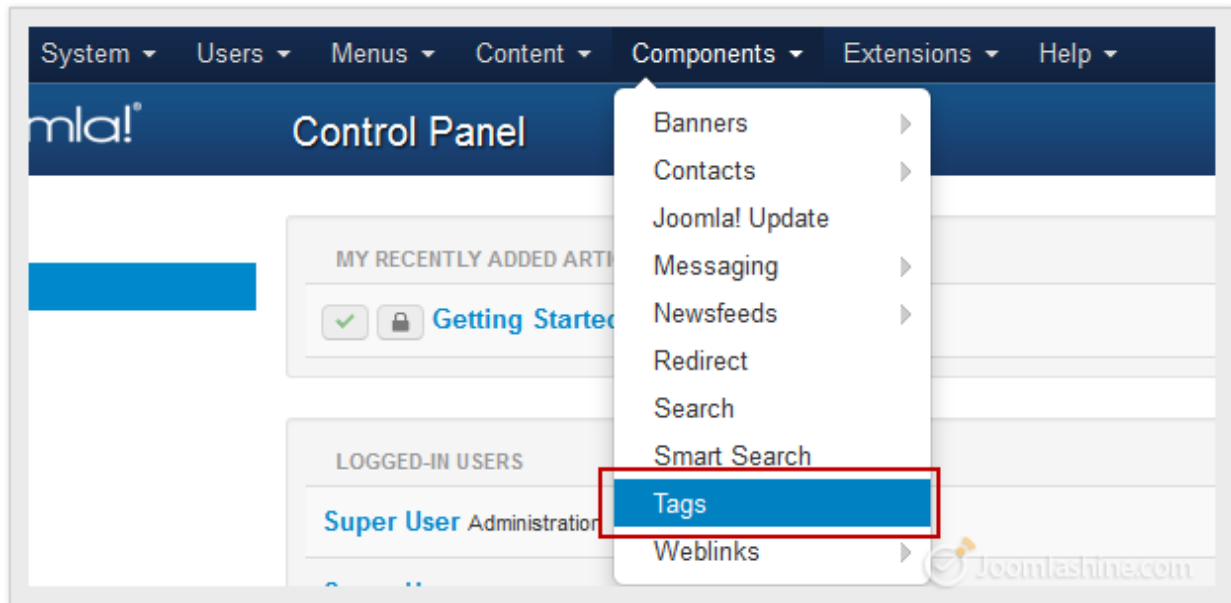 System Users Menus Content Components Extensions Help
mla!®
Control Panel
Banners
Contacts
Joomla! Update
Messaging
Newsfeeds
Redirect
Search
Smart Search
Tags
Weblinks
MY RECENTLY ADDED ARTI
Getting Started
LOGGED-IN USERS
Super User Administration
Joomlashine.com